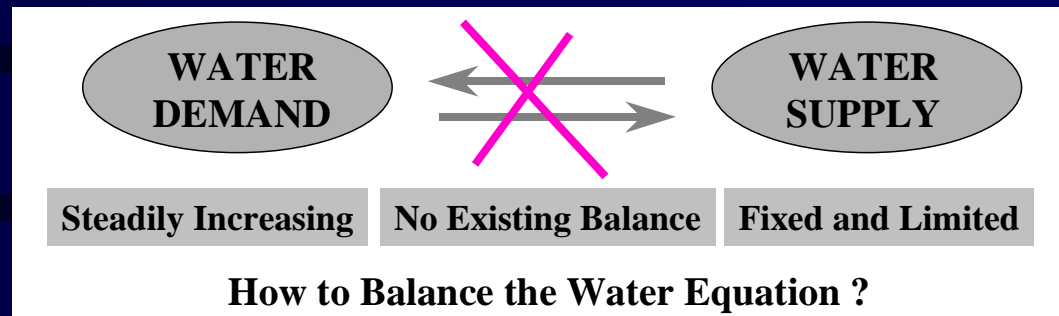 WATER
DEMAND
WATER
SUPPLY
Steadily Increasing
No Existing Balance
Fixed and Limited
How to Balance the Water Equation ?